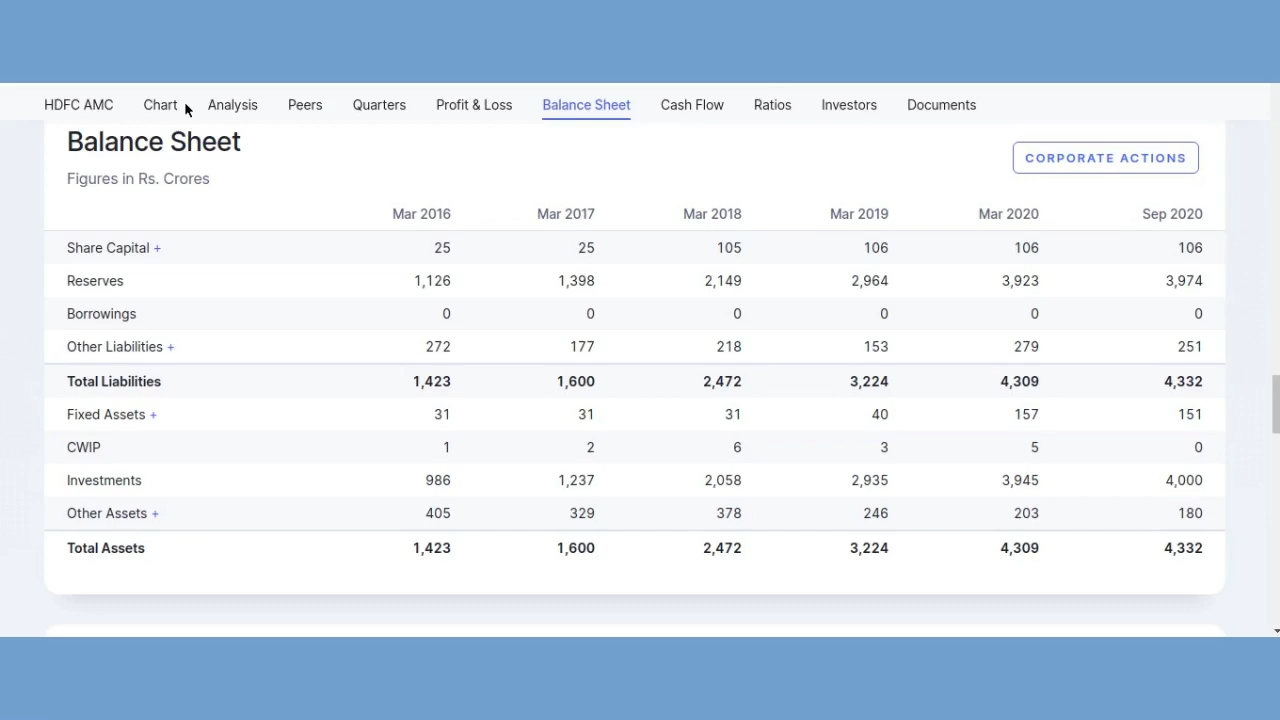 HDFC AMC Chart Analysis Peers Quarters Profit & Loss Balance Sheet Cash Flow Ratios Investors Documents
Balance Sheet
CORPORATE ACTIONS
Figures in Rs. Crores
Mar 2016 Mar 2017 Mar 2018 Mar 2019 Mar 2020 Sep 2020
Share Capital + 25 25 105 106 106 106
Reserves 1,126 1,398 2,149 2,964 3,923 3,974
Borrowings 0 0 0 0 0 0
Other Liabilities + 272 177 218 153 279 251
Total Liabilities 1,423 1,600 2,472 3,224 4,309 4,332
Fixed Assets + 31 31 31 40 157 151
CWIP 1 2 6 3 5 0
Investments 986 1,237 2,058 2,935 3,945 4,000
Other Assets + 405 329 378 246 203 180
Total Assets 1,423 1,600 2,472 3,224 4,309 4,332